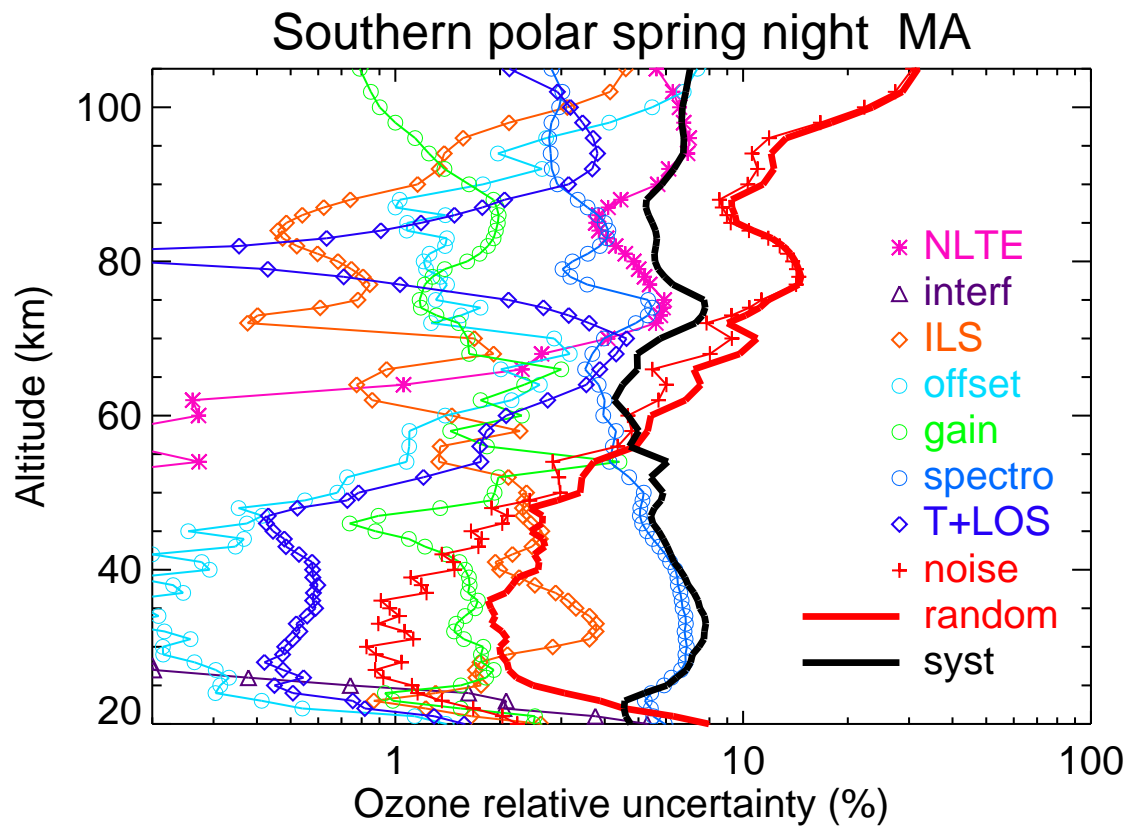 Southern polar spring night MA
Altitude (km)
100
80
60
40
20
NLTE
interf
ILS
offset
gain
spectro
T+LOS
noise
random
syst
1
10
100
Ozone relative uncertainty (%)